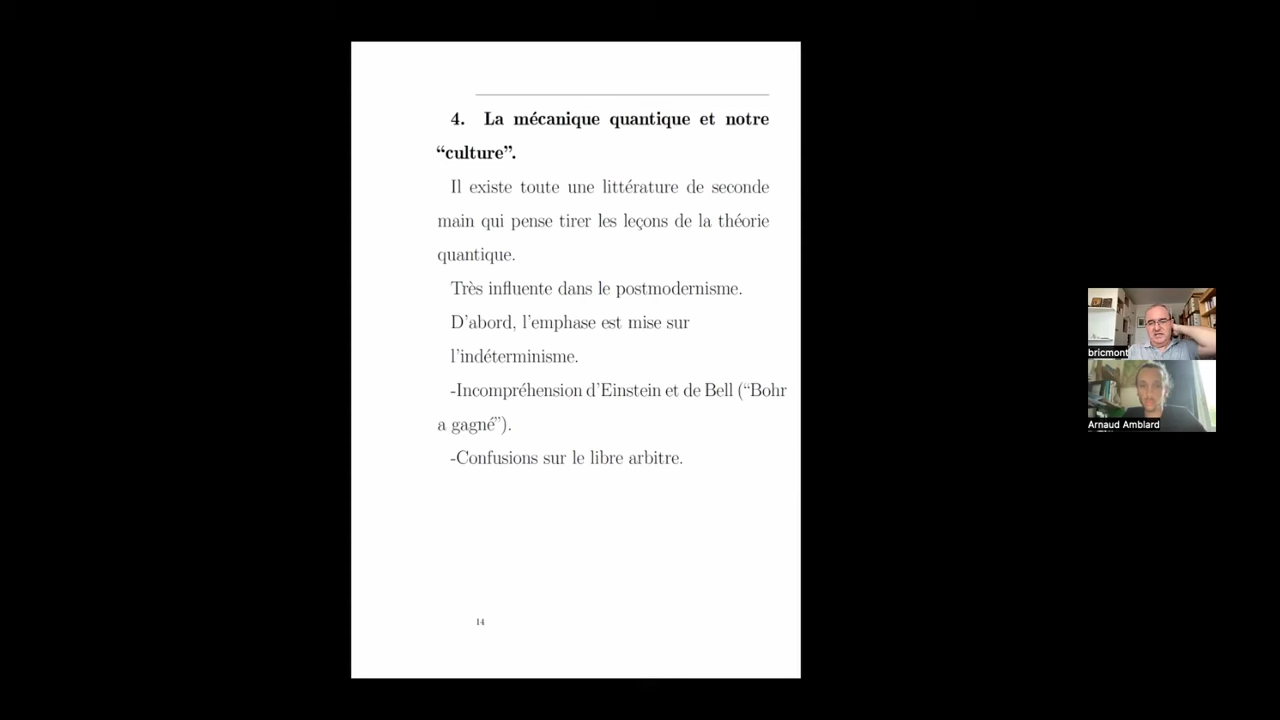 4. La mécanique quantique et notre
“culture”.
Il existe toute une littérature de seconde
main qui pense tirer les leçons de la théorie
quantique.
Très influente dans le postmodernisme.
D’abord, l’emphase est mise sur
l’indéterminisme.
-Incompréhension d’Einstein et de Bell (“Bohr
a gagné”).
-Confusions sur le libre arbitre.
14
bricmont
Arnaud Amblard